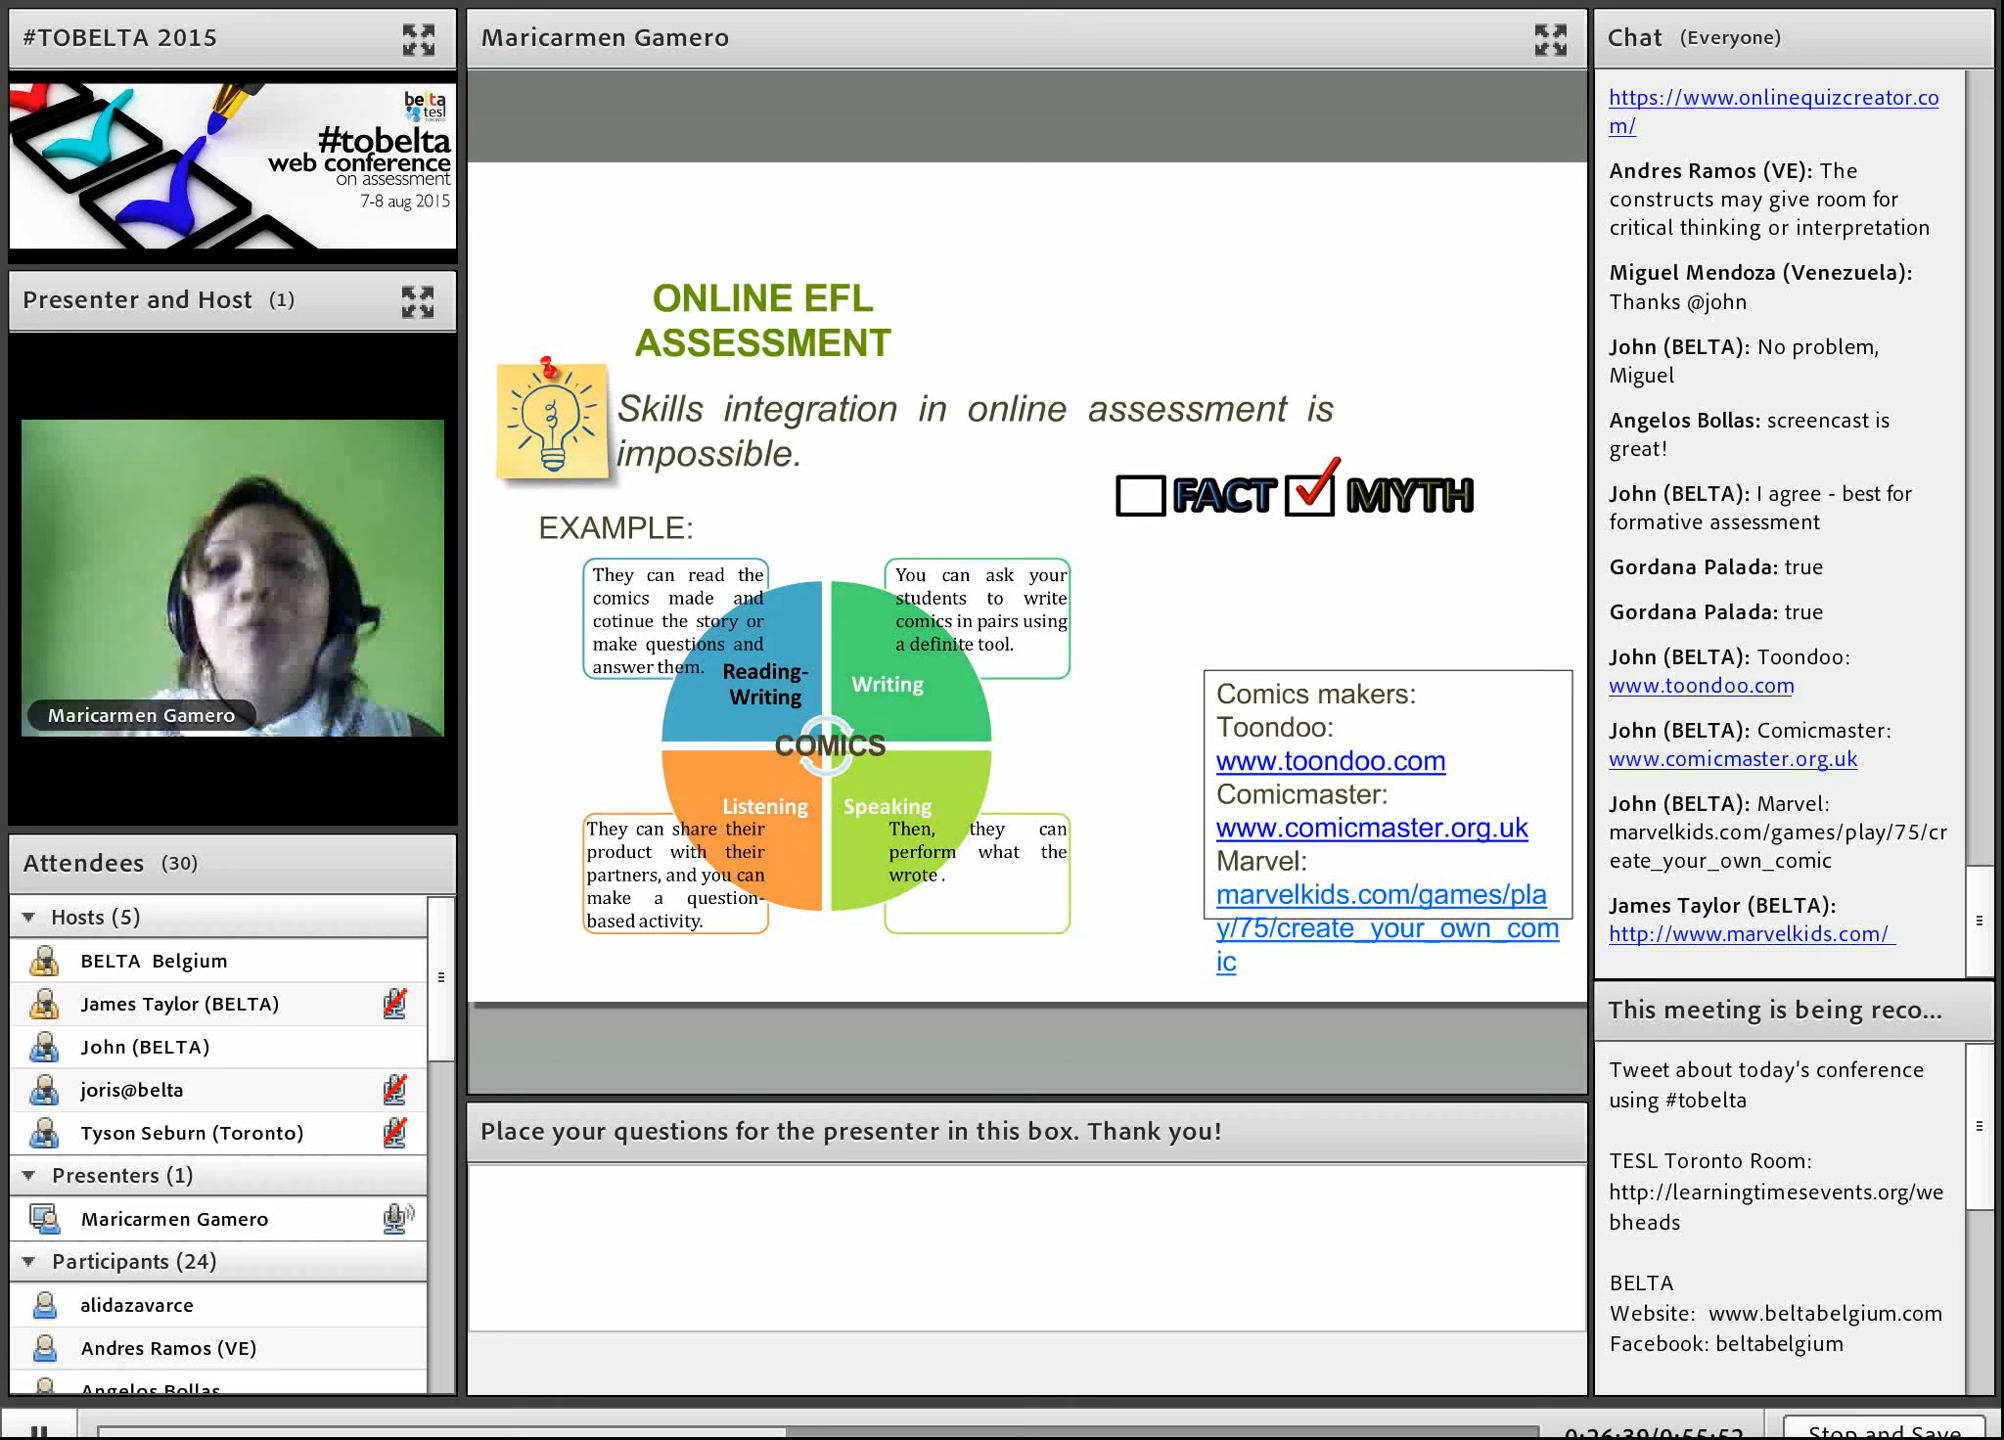 #TOBELTA 2015
belta
tesl
#tobelta
web conference
on assessment
7-8 aug 2015
Presenter and Host (1)
Maricarmen Gamero
Attendees (30)
Hosts (5)
BELTA Belgium
James Taylor (BELTA)
John (BELTA)
joris@belta
Tyson Seburn (Toronto)
Presenters (1)
Maricarmen Gamero
Participants (24)
alidazavarce
Andres Ramos (VE)
Angelos Bollas
Maricarmen Gamero
ONLINE EFL
ASSESSMENT
Skills integration in online assessment is
impossible.
FACT MYTH
EXAMPLE:
They can read the
comics made and
cotinue the story or
make questions and
answer them.
Reading-
Writing
You can ask your
students to write
comics in pairs using
a definite tool.
Writing
COMICS
Listening
They can share their
product with their
partners, and you can
make a question-
based activity.
Speaking
Then, they can
perform what the
wrote .
Comics makers:
Toondoo:
www.toondoo.com
Comicmaster:
www.comicmaster.org.uk
Marvel:
marvelkids.com/games/pla
y/75/create_your_own_com
ic
Place your questions for the presenter in this box. Thank you!
Chat (Everyone)
https://www.onlinequizcreator.co
m/
Andres Ramos (VE): The
constructs may give room for
critical thinking or interpretation
Miguel Mendoza (Venezuela):
Thanks @john
John (BELTA): No problem,
Miguel
Angelos Bollas: screencast is
great!
John (BELTA): I agree - best for
formative assessment
Gordana Palada: true
Gordana Palada: true
John (BELTA): Toondoo:
www.toondoo.com
John (BELTA): Comicmaster:
www.comicmaster.org.uk
John (BELTA): Marvel:
marvelkids.com/games/play/75/cr
eate_your_own_comic
James Taylor (BELTA):
http://www.marvelkids.com/
This meeting is being reco...
Tweet about today's conference
using #tobelta
TESL Toronto Room:
http://learningtimesevents.org/we
bheads
BELTA
Website: www.beltabelgium.com
Facebook: beltabelgium
0:26:39/0:55:52
Stop and Save